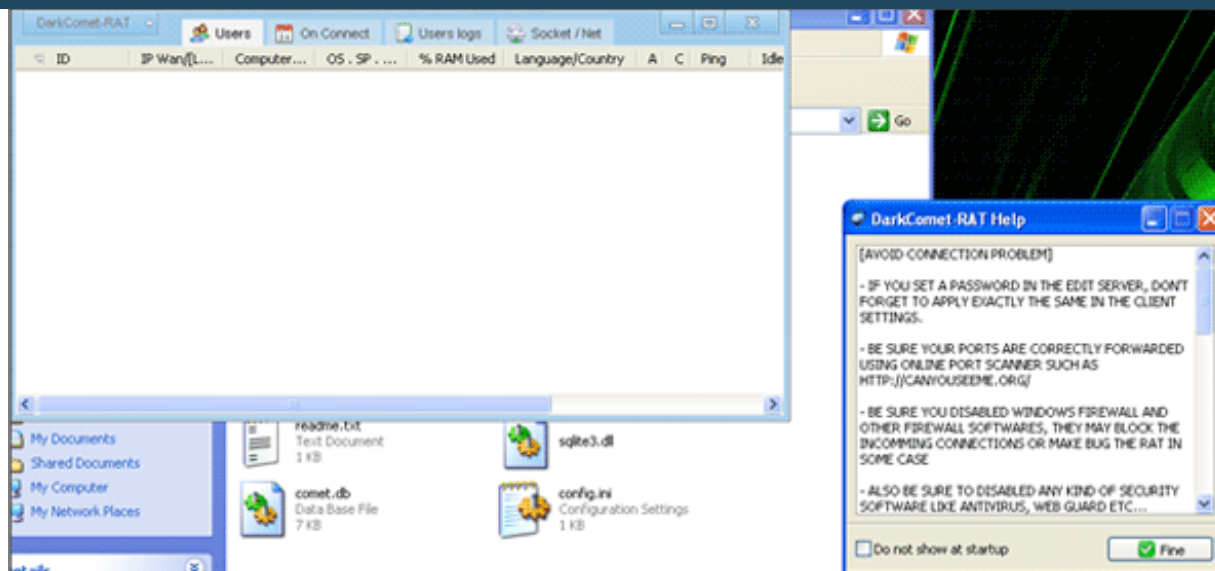 DarkComet-RAT
Users
On Connect
Users logs
Socket / Net
ID
IP Wan/[L...
Computer...
OS . SP . ...
% RAM Used
Language/Country
A
C
Ping
Idle
Go
My Documents
Shared Documents
My Computer
My Network Places
readme.txt
Text Document
1 KB
sqlite3.dll
comet.db
Data Base File
7 KB
config.ini
Configuration Settings
1 KB
DarkComet-RAT Help
[AVOID CONNECTION PROBLEM]
- IF YOU SET A PASSWORD IN THE EDIT SERVER, DON'T
FORGET TO APPLY EXACTLY THE SAME IN THE CLIENT
SETTINGS.
- BE SURE YOUR PORTS ARE CORRECTLY FORWARDED
USING ONLINE PORT SCANNER SUCH AS
HTTP://CANYOUSEEME.ORG/
- BE SURE YOU DISABLED WINDOWS FIREWALL AND
OTHER FIREWALL SOFTWARES, THEY MAY BLOCK THE
INCOMMING CONNECTIONS OR MAKE BUG THE RAT IN
SOME CASE
- ALSO BE SURE TO DISABLED ANY KIND OF SECURITY
SOFTWARE LIKE ANTIVIRUS, WEB GUARD ETC...
Do not show at startup
Fine